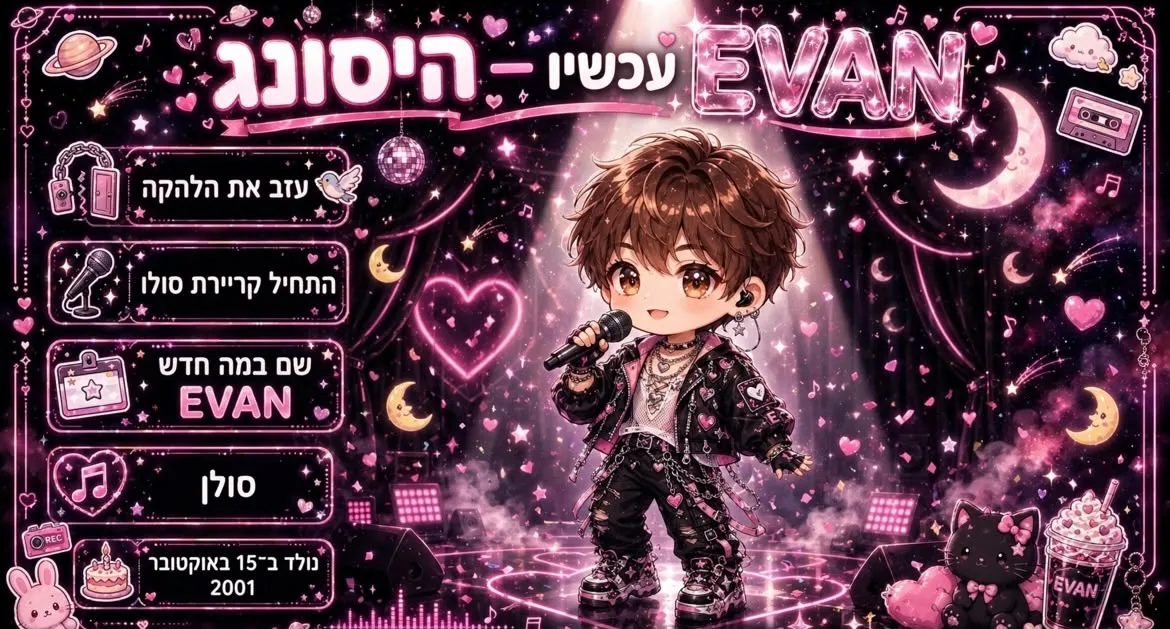 היסונג – עכשיו EVAN
עזב את הלהקה
התחיל קריירת סולו
שם במה חדש
EVAN
סולן
נולד ב־15 באוקטובר
2001
REC
EVAN